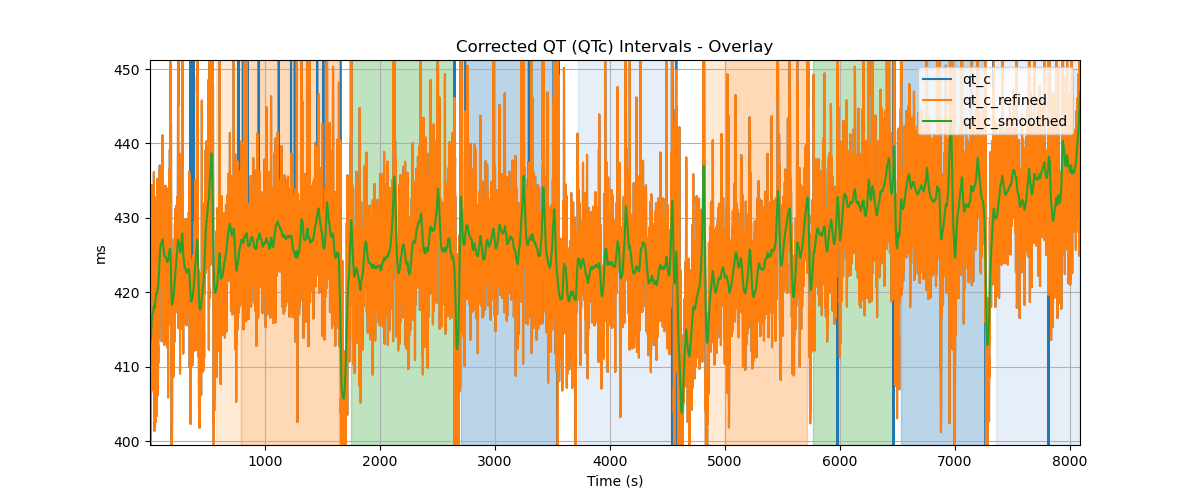 Corrected QT (QTc) Intervals - Overlay
450
440
430
420
410
400
ms
qt_c
qt_c_refined
qt_c_smoothed
1000
2000
3000
4000
5000
6000
7000
8000
Time (s)